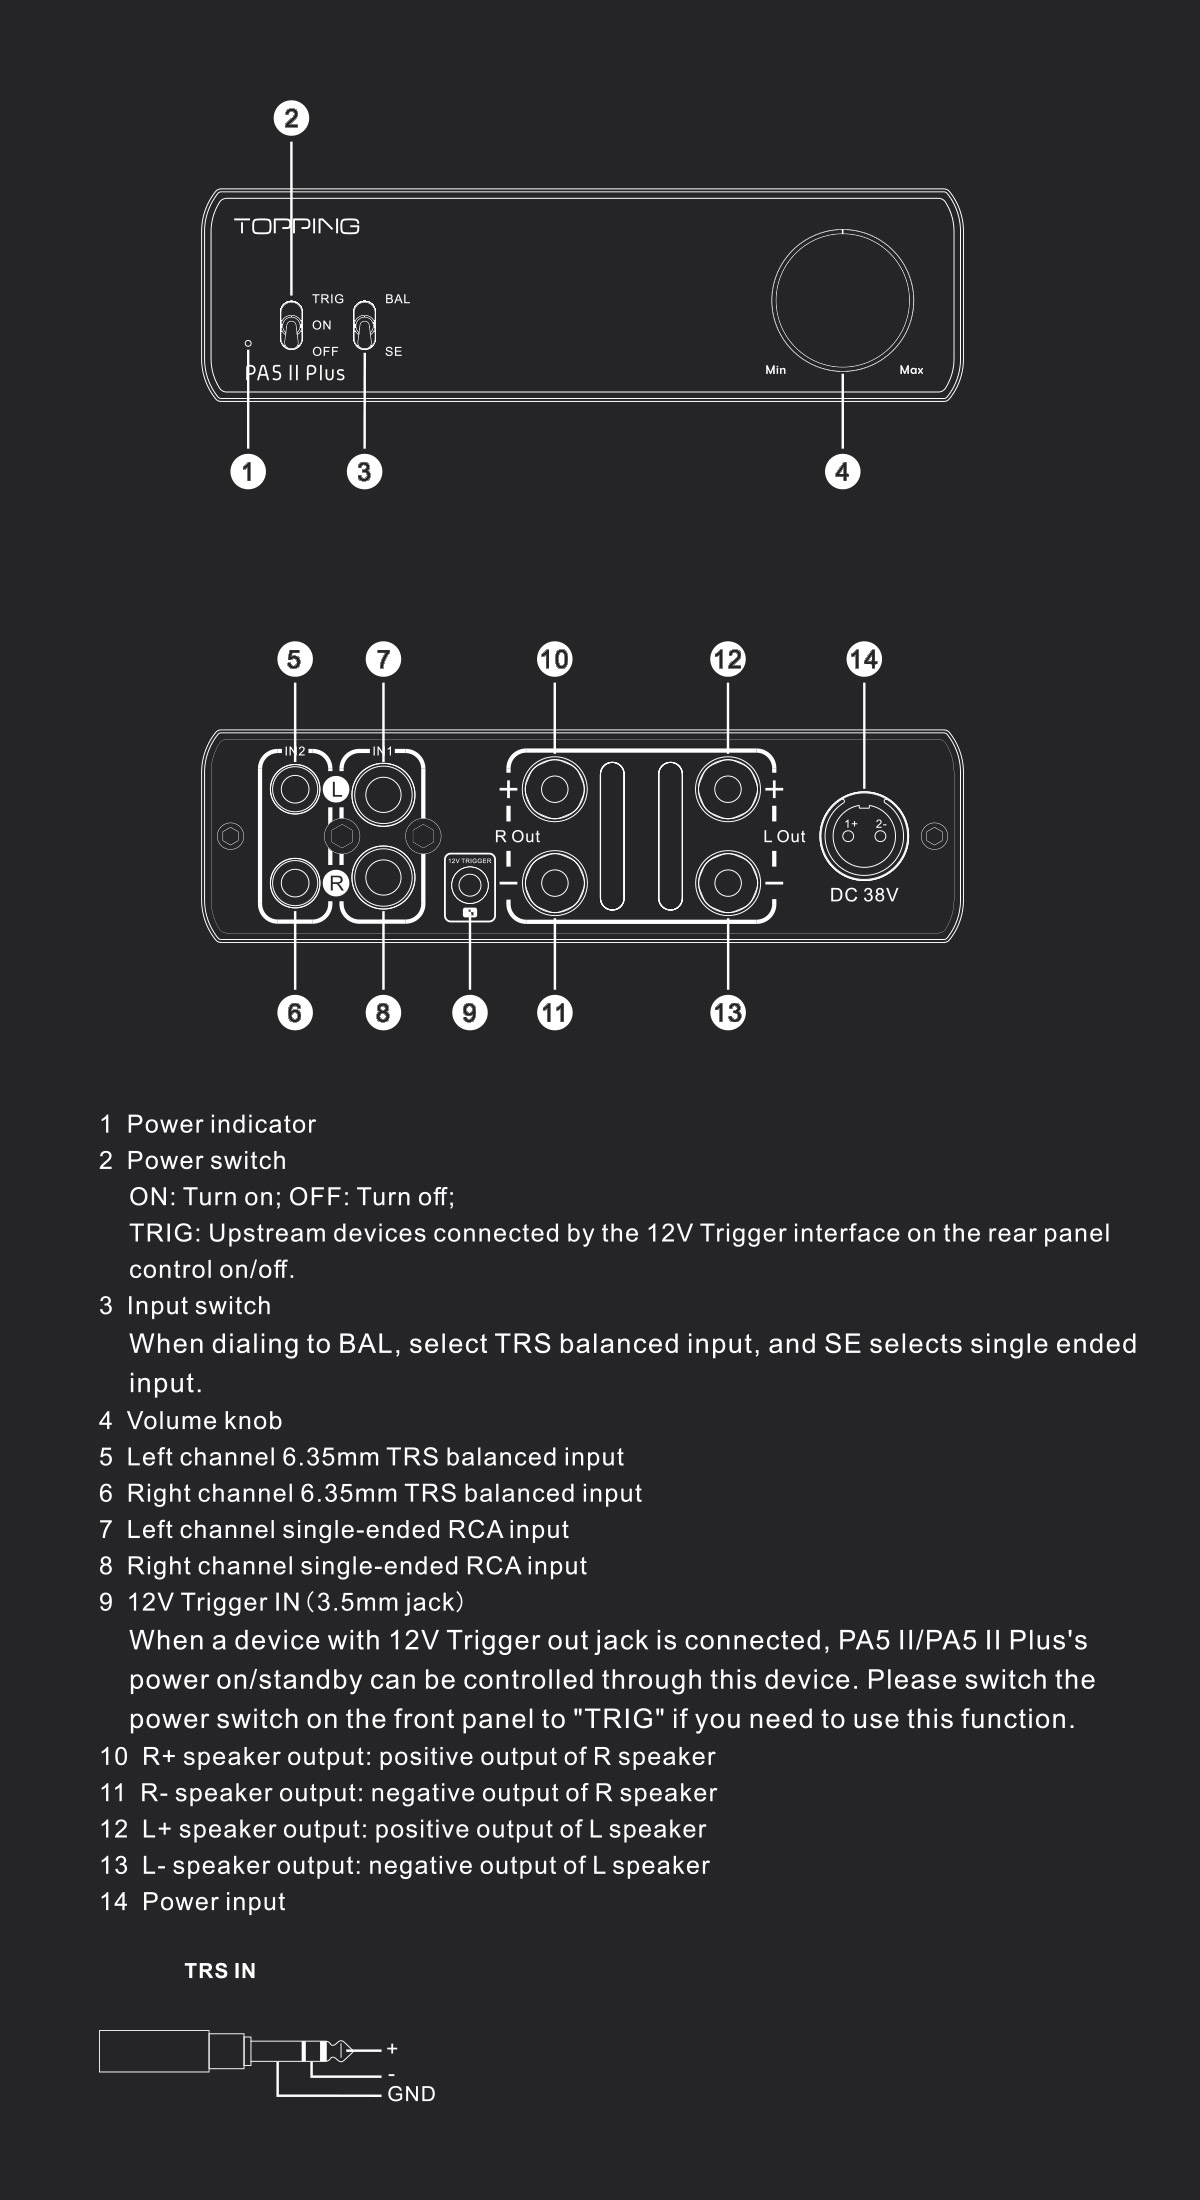 2
TOPPING
TRIG BAL
ON
OFF SE
PA5 II Plus
Min Max
1 3 4
5 7 10 12 14
IN2 IN1
L
+ +
1+ 2-
R Out L Out
12V TRIGGER
R
- -
DC 38V
6 8 9 11 13
1 Power indicator
2 Power switch
ON: Turn on; OFF: Turn off;
TRIG: Upstream devices connected by the 12V Trigger interface on the rear panel
control on/off.
3 Input switch
When dialing to BAL, select TRS balanced input, and SE selects single ended
input.
4 Volume knob
5 Left channel 6.35mm TRS balanced input
6 Right channel 6.35mm TRS balanced input
7 Left channel single-ended RCA input
8 Right channel single-ended RCA input
9 12V Trigger IN（3.5mm jack）
When a device with 12V Trigger out jack is connected, PA5 II/PA5 II Plus's
power on/standby can be controlled through this device. Please switch the
power switch on the front panel to "TRIG" if you need to use this function.
10 R+ speaker output: positive output of R speaker
11 R- speaker output: negative output of R speaker
12 L+ speaker output: positive output of L speaker
13 L- speaker output: negative output of L speaker
14 Power input
TRS IN
+
-
GND